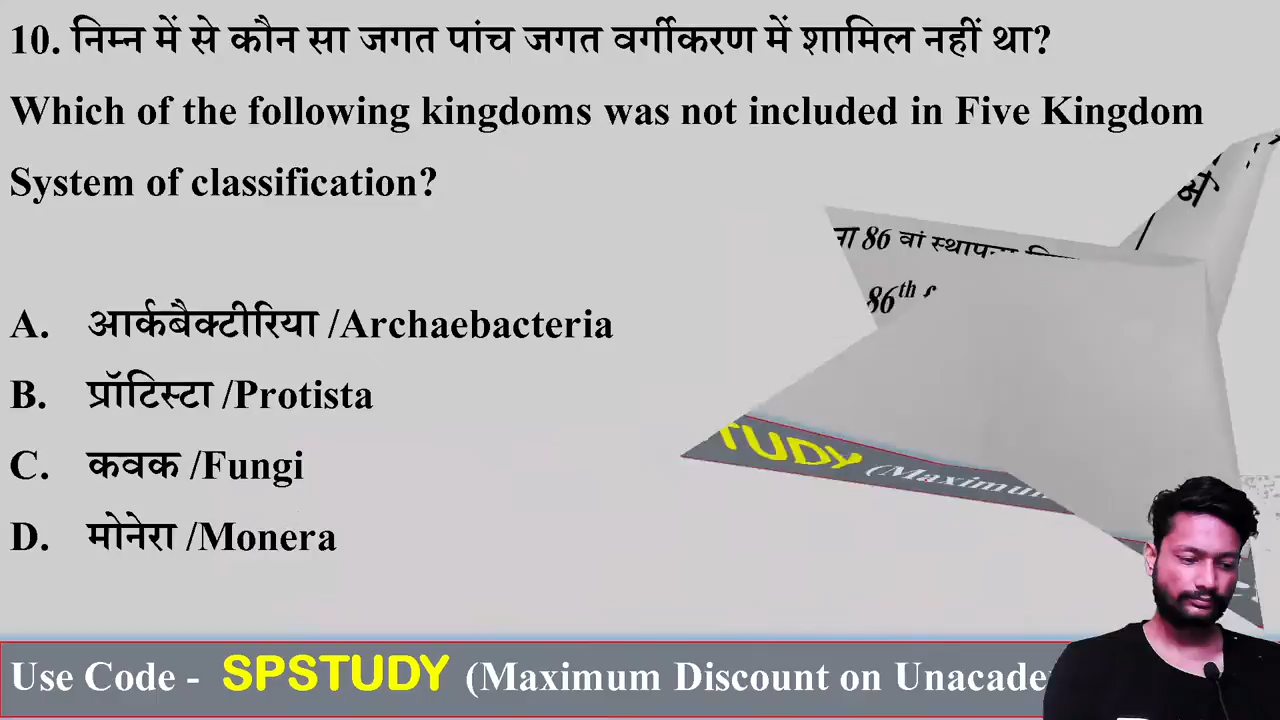 10. निम्न में से कौन सा जगत पांच जगत वर्गीकरण में शामिल नहीं था?
Which of the following kingdoms was not included in Five Kingdom
System of classification?
86 वां
86th
A. आर्कबैक्टीरिया /Archaebacteria
B. प्रॉटिस्टा /Protista
C. कवक /Fungi
TUDY
D. मोनेरा /Monera
Use Code - SPSTUDY (Maximum Discount on